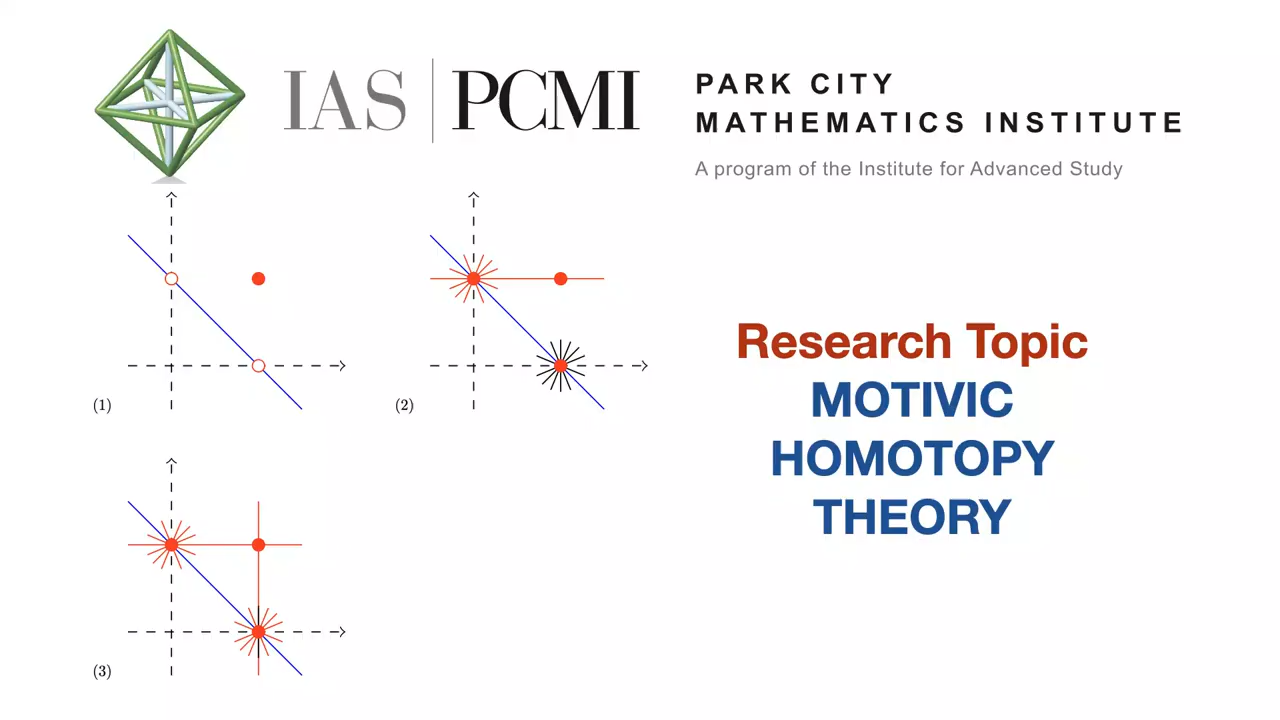 IAS PCMI
PARK CITY
MATHEMATICS INSTITUTE
A program of the Institute for Advanced Study
(1)
(2)
(3)
Research Topic
MOTIVIC
HOMOTOPY
THEORY